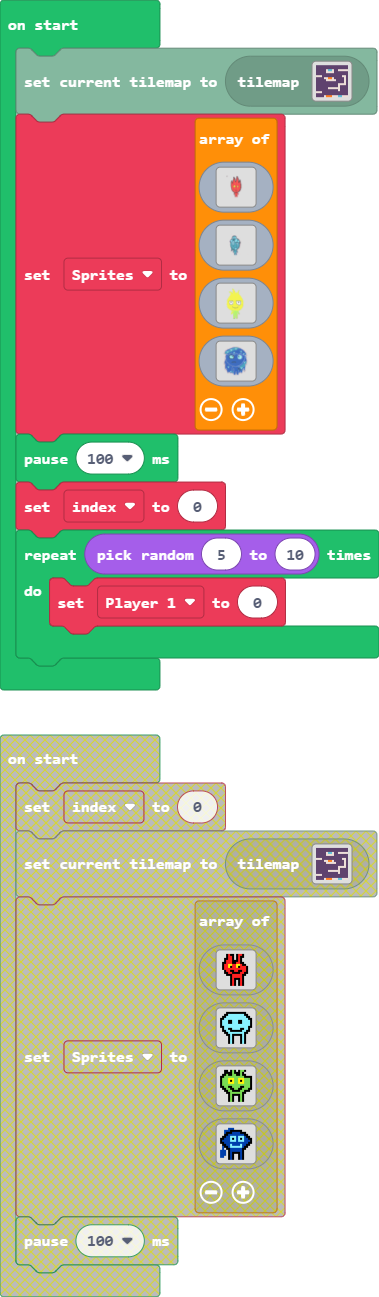 on start
set current tilemap to tilemap
array of
set Sprites to
pause 100 ms
set index to 0
repeat pick random 5 to 10 times
do
set Player 1 to 0
on start
set index to 0
set current tilemap to tilemap
array of
set Sprites to
pause 100 ms